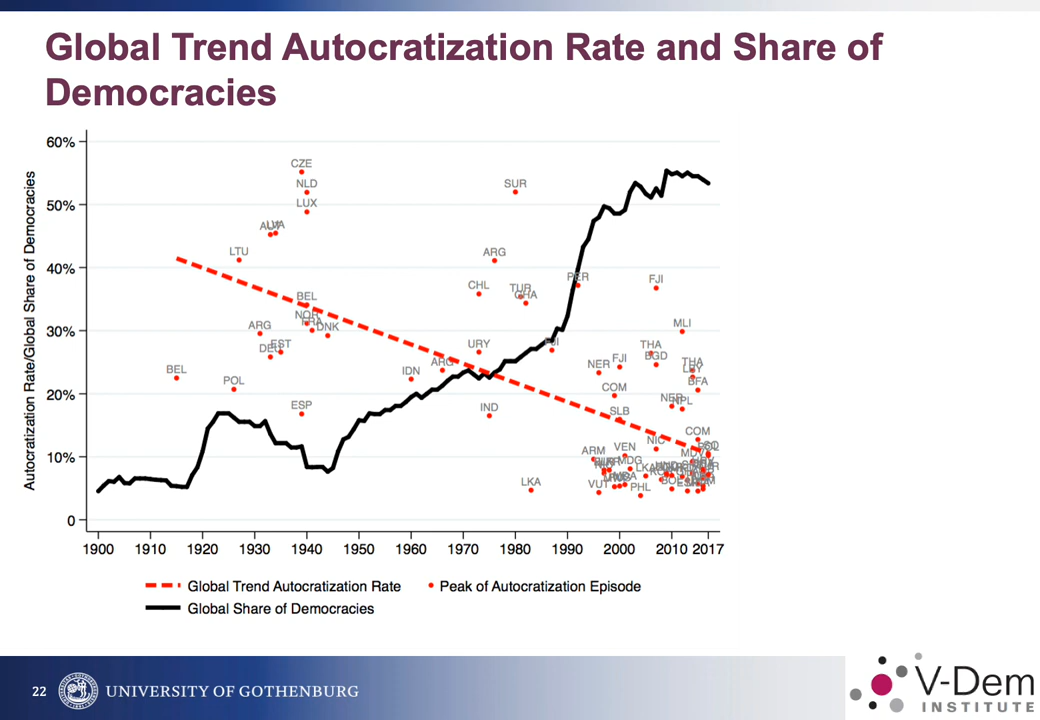 Global Trend Autocratization Rate and Share of
Democracies
Autocratization Rate/Global Share of Democracies
60%
50%
40%
30%
20%
10%
0
CZE
NLD
LUX
LTU
BEL
NOR
DNK
ARG
EST
BEL
POL
ESP
SUR
ARG
CHL
TUR
URY
ARG
IDN
IND
LKA
PER
FJI
MLI
THA
BGD
NER
FJI
THA
BFA
COM
SLB
COM
NIC
ARM
VEN
MDG
VUT
PHL
1900 1910 1920 1930 1940 1950 1960 1970 1980 1990 2000 2010 2017
Global Trend Autocratization Rate
Peak of Autocratization Episode
Global Share of Democracies
22 UNIVERSITY OF GOTHENBURG
V-Dem
INSTITUTE